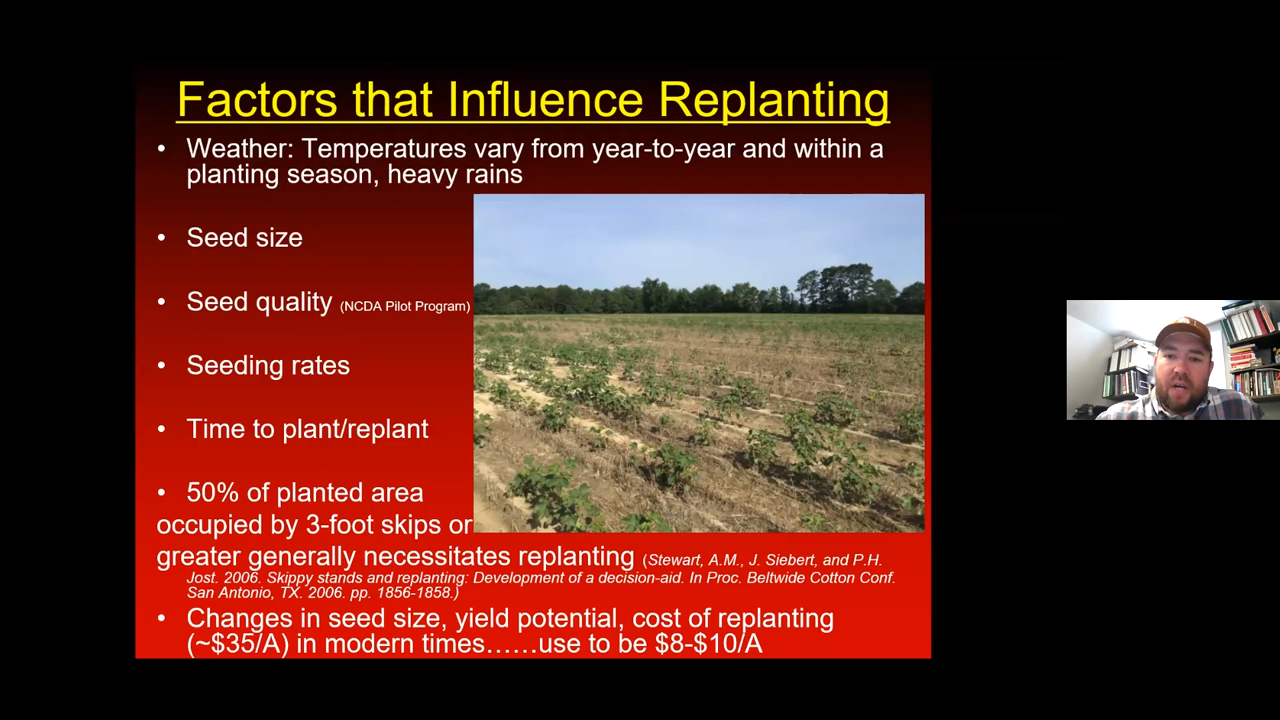 Factors that Influence Replanting
• Weather: Temperatures vary from year-to-year and within a
planting season, heavy rains
• Seed size
• Seed quality (NCDA Pilot Program)
• Seeding rates
• Time to plant/replant
• 50% of planted area
occupied by 3-foot skips or
greater generally necessitates replanting (Stewart, A.M., J. Siebert, and P.H.
Jost. 2006. Skippy stands and replanting: Development of a decision-aid. In Proc. Beltwide Cotton Conf.
San Antonio, TX. 2006. pp. 1856-1858.)
• Changes in seed size, yield potential, cost of replanting
(~$35/A) in modern times……use to be $8-$10/A